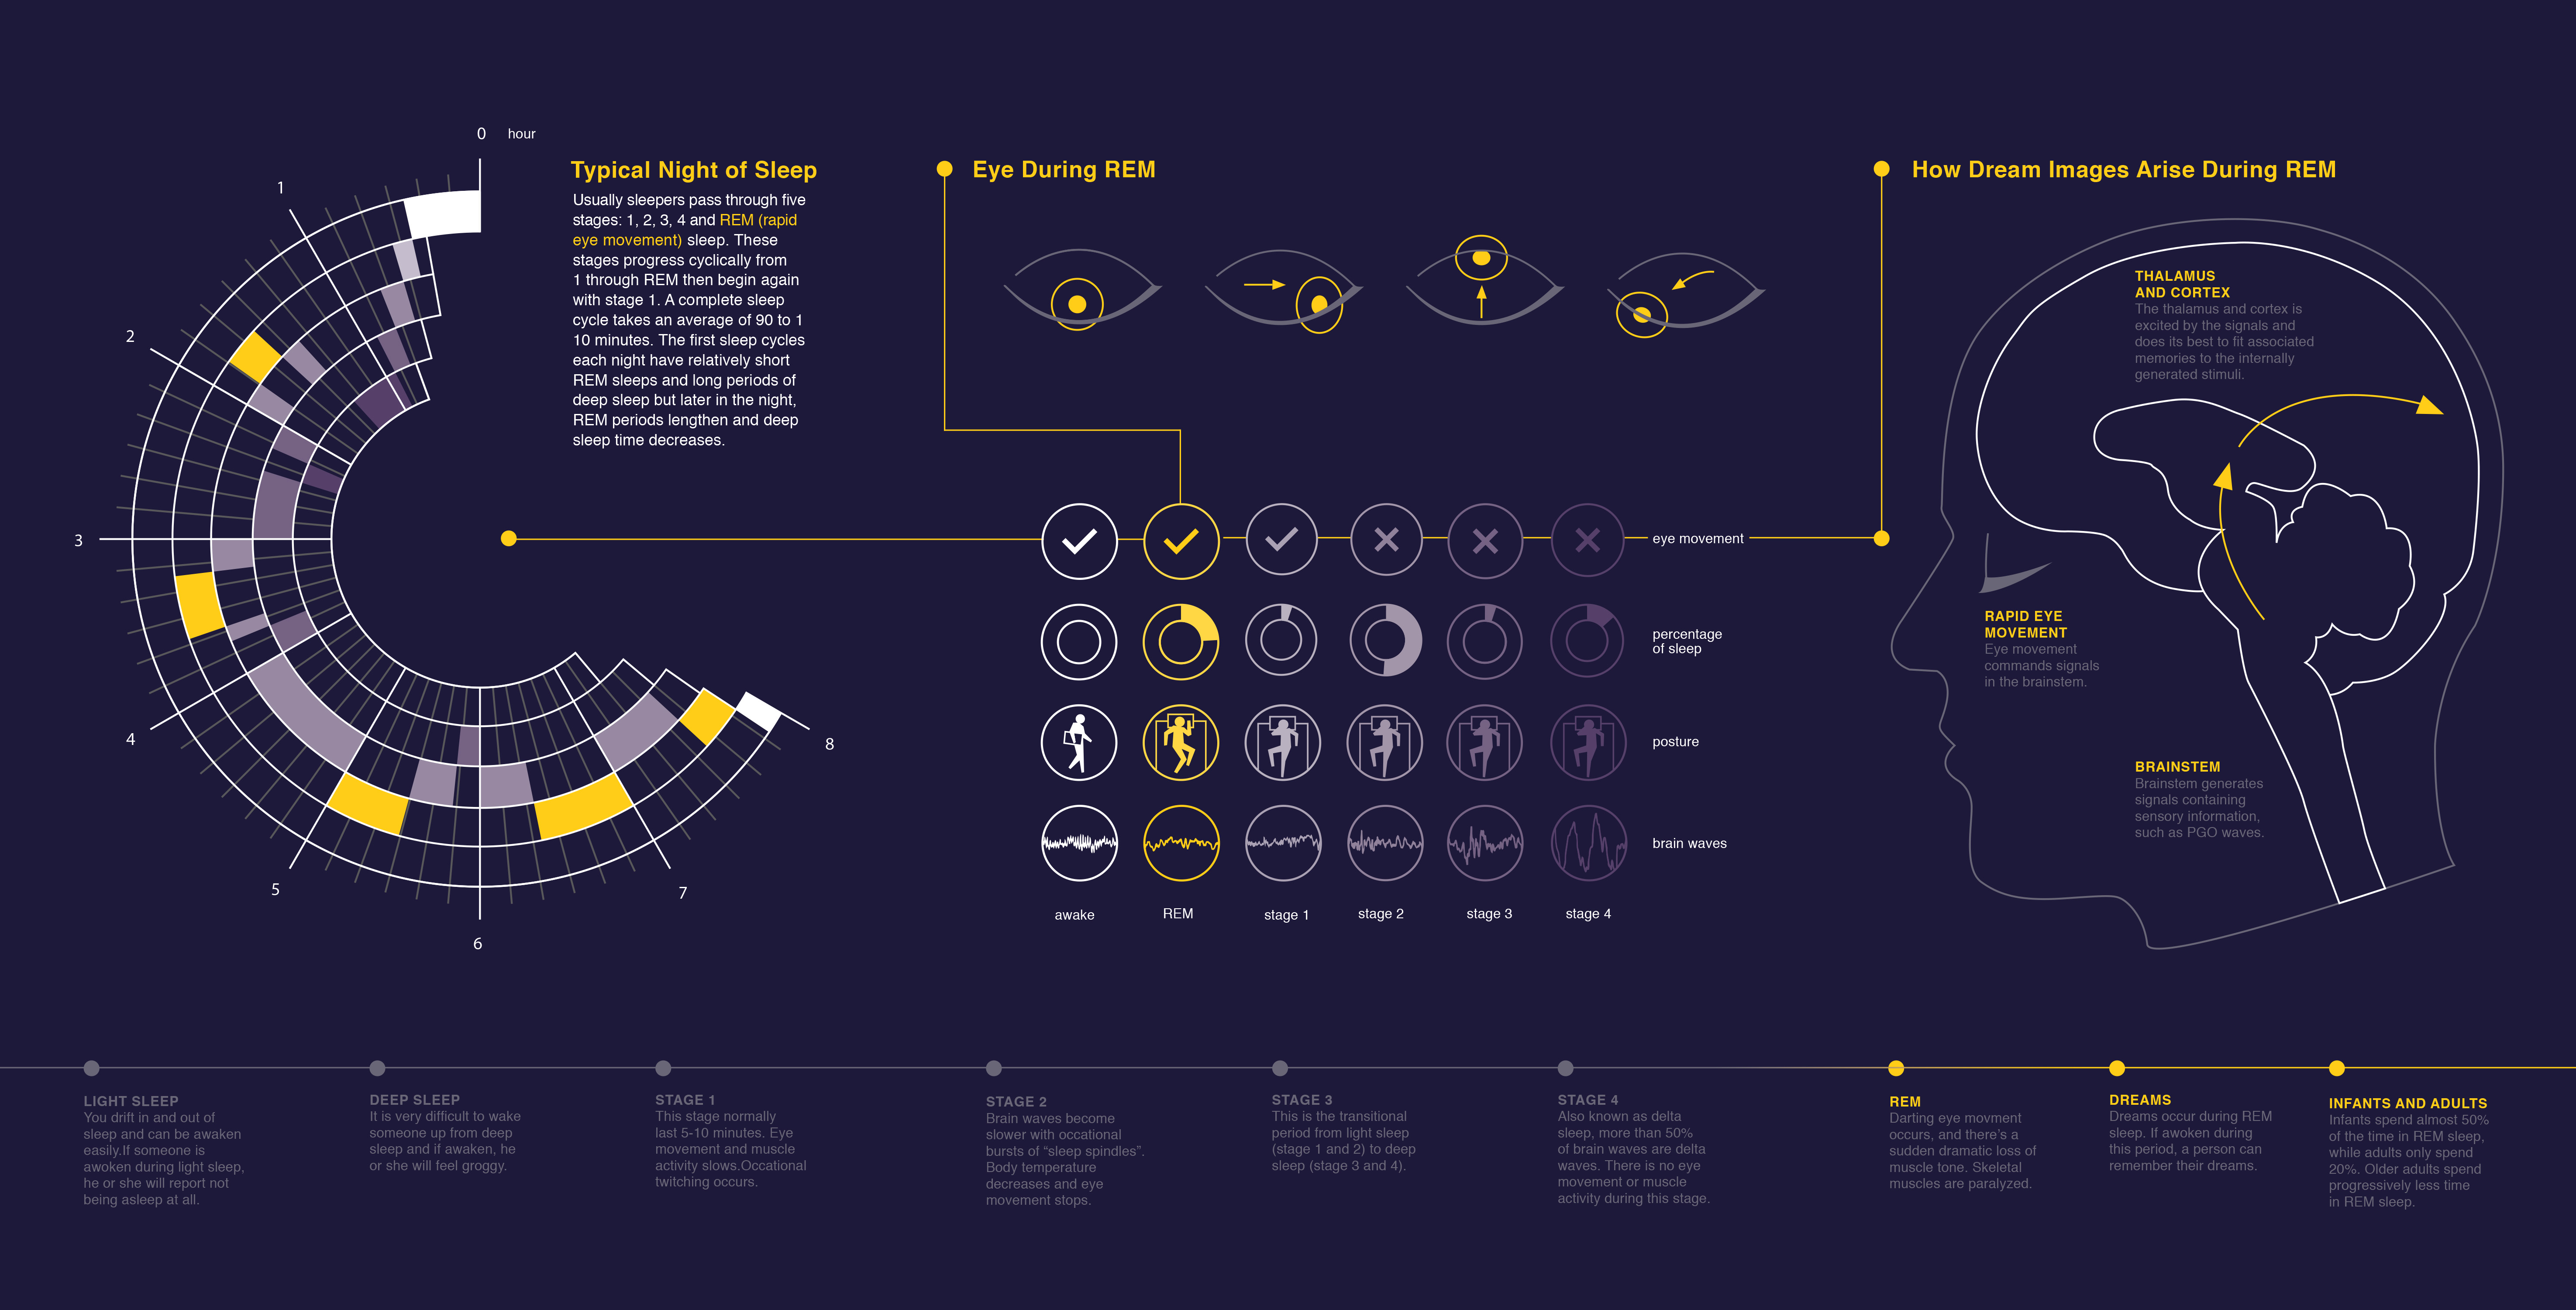 0 hour
1
2
3
4
5
6
7
8
Typical Night of Sleep
Usually sleepers pass through five
stages: 1, 2, 3, 4 and REM (rapid
eye movement) sleep. These
stages progress cyclically from
1 through REM then begin again
with stage 1. A complete sleep
cycle takes an average of 90 to 1
10 minutes. The first sleep cycles
each night have relatively short
REM sleeps and long periods of
deep sleep but later in the night,
REM periods lengthen and deep
sleep time decreases.
Eye During REM
eye movement
percentage
of sleep
posture
brain waves
awake
REM
stage 1
stage 2
stage 3
stage 4
How Dream Images Arise During REM
THALAMUS
AND CORTEX
The thalamus and cortex is
excited by the signals and
does its best to fit associated
memories to the internally
generated stimuli.
RAPID EYE
MOVEMENT
Eye movement
commands signals
in the brainstem.
BRAINSTEM
Brainstem generates
signals containing
sensory information,
such as PGO waves.
LIGHT SLEEP
You drift in and out of
sleep and can be awaken
easily.If someone is
awoken during light sleep,
he or she will report not
being asleep at all.
DEEP SLEEP
It is very difficult to wake
someone up from deep
sleep and if awaken, he
or she will feel groggy.
STAGE 1
This stage normally
last 5-10 minutes. Eye
movement and muscle
activity slows.Occational
twitching occurs.
STAGE 2
Brain waves become
slower with occational
bursts of “sleep spindles”.
Body temperature
decreases and eye
movement stops.
STAGE 3
This is the transitional
period from light sleep
(stage 1 and 2) to deep
sleep (stage 3 and 4).
STAGE 4
Also known as delta
sleep, more than 50%
of brain waves are delta
waves. There is no eye
movement or muscle
activity during this stage.
REM
Darting eye movment
occurs, and there’s a
sudden dramatic loss of
muscle tone. Skeletal
muscles are paralyzed.
DREAMS
Dreams occur during REM
sleep. If awoken during
this period, a person can
remember their dreams.
INFANTS AND ADULTS
Infants spend almost 50%
of the time in REM sleep,
while adults only spend
20%. Older adults spend
progressively less time
in REM sleep.